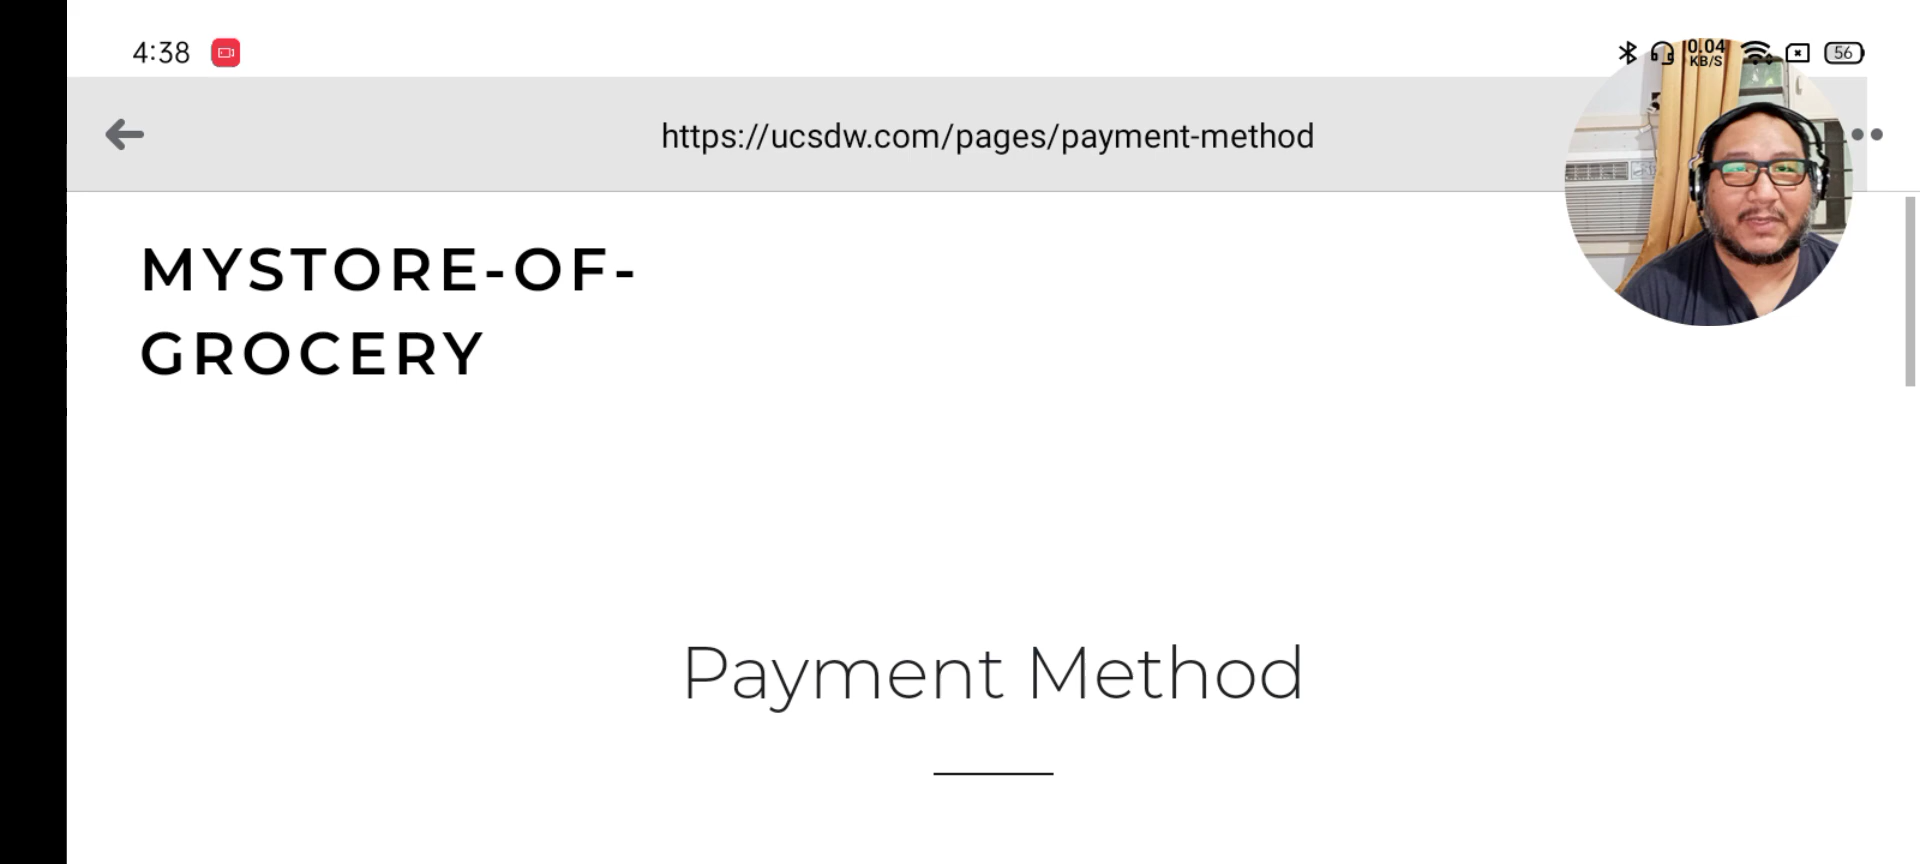 4:38
0.04
KB/S
56
https://ucsdw.com/pages/payment-method
MYSTORE-OF-
GROCERY
Payment Method